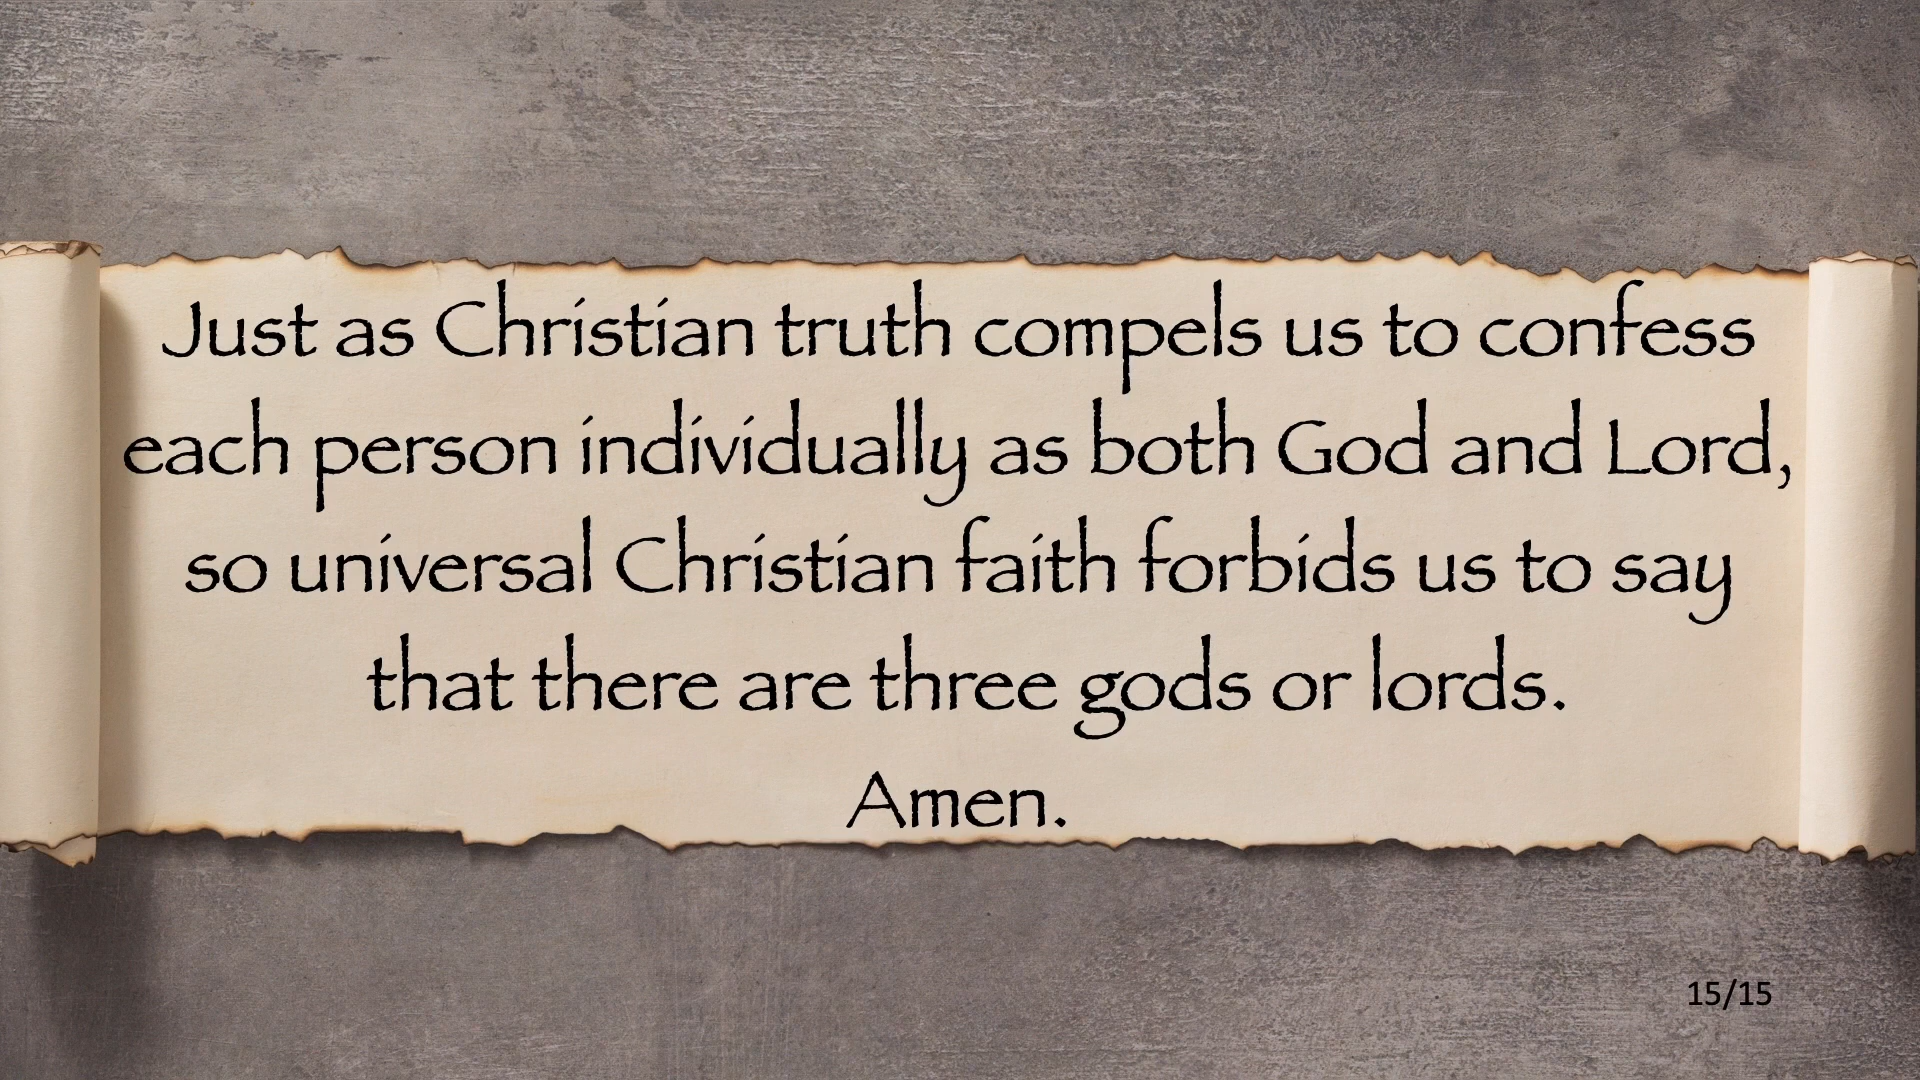 Just as Christian truth compels us to confess
each person individually as both God and Lord,
so universal Christian faith forbids us to say
that there are three gods or lords.
Amen.
15/15